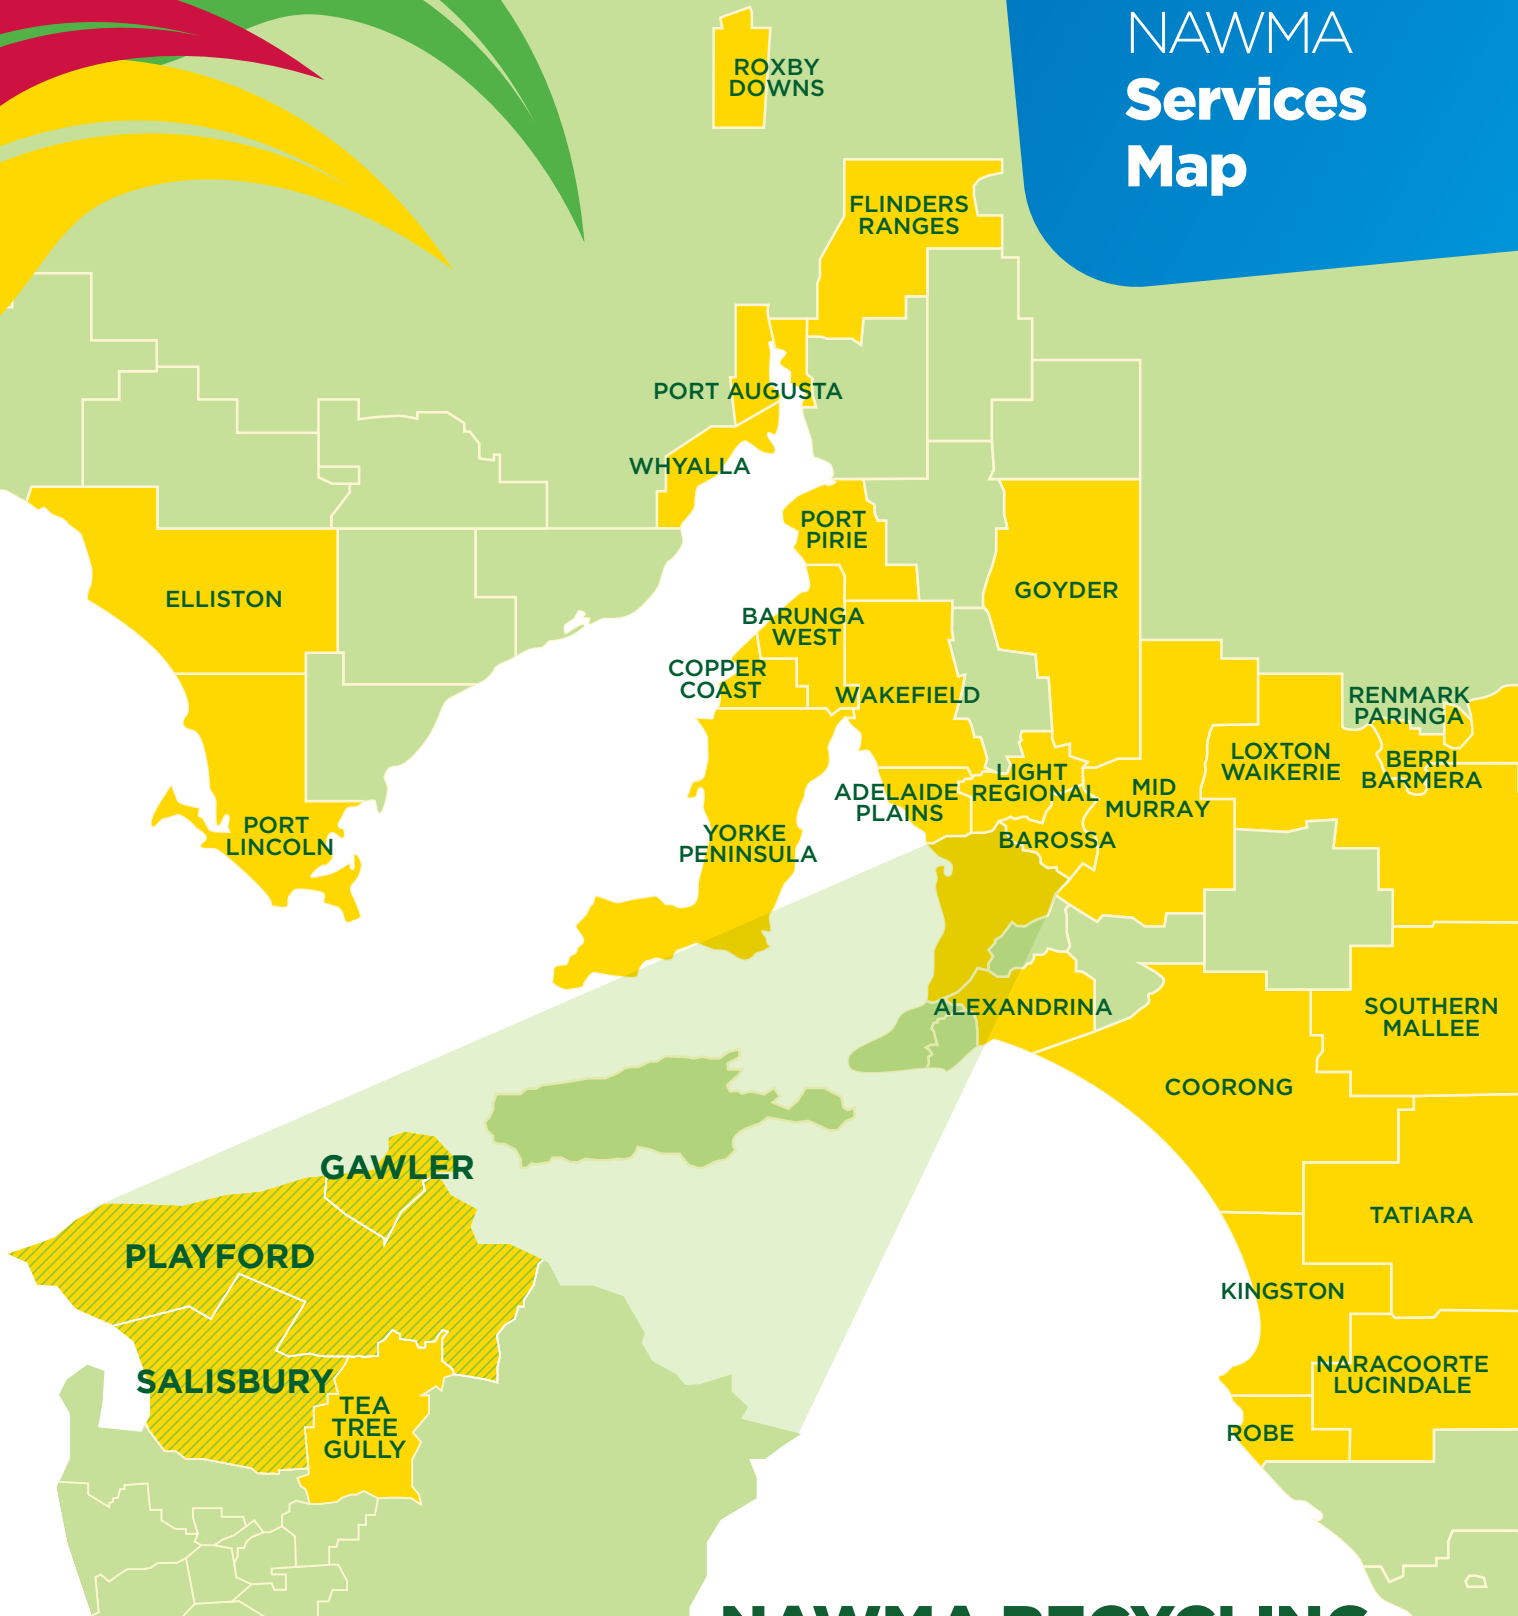 NAWMA
Services
Map
ROXBY
DOWNS
FLINDERS
RANGES
PORT AUGUSTA
WHYALLA
PORT
PIRIE
ELLISTON
GOYDER
BARUNGA
WEST
COPPER
COAST
WAKEFIELD
RENMARK
PARINGA
LOXTON
WAIKERIE
BERRI
BARMERA
LIGHT
REGIONAL
ADELAIDE
PLAINS
MID
MURRAY
PORT
LINCOLN
YORKE
PENINSULA
BAROSSA
ALEXANDRINA
SOUTHERN
MALLEE
COORONG
GAWLER
TATIARA
PLAYFORD
KINGSTON
NARACOORTE
LUCINDALE
SALISBURY
TEA
TREE
GULLY
ROBE
NAWMA RECYCLING